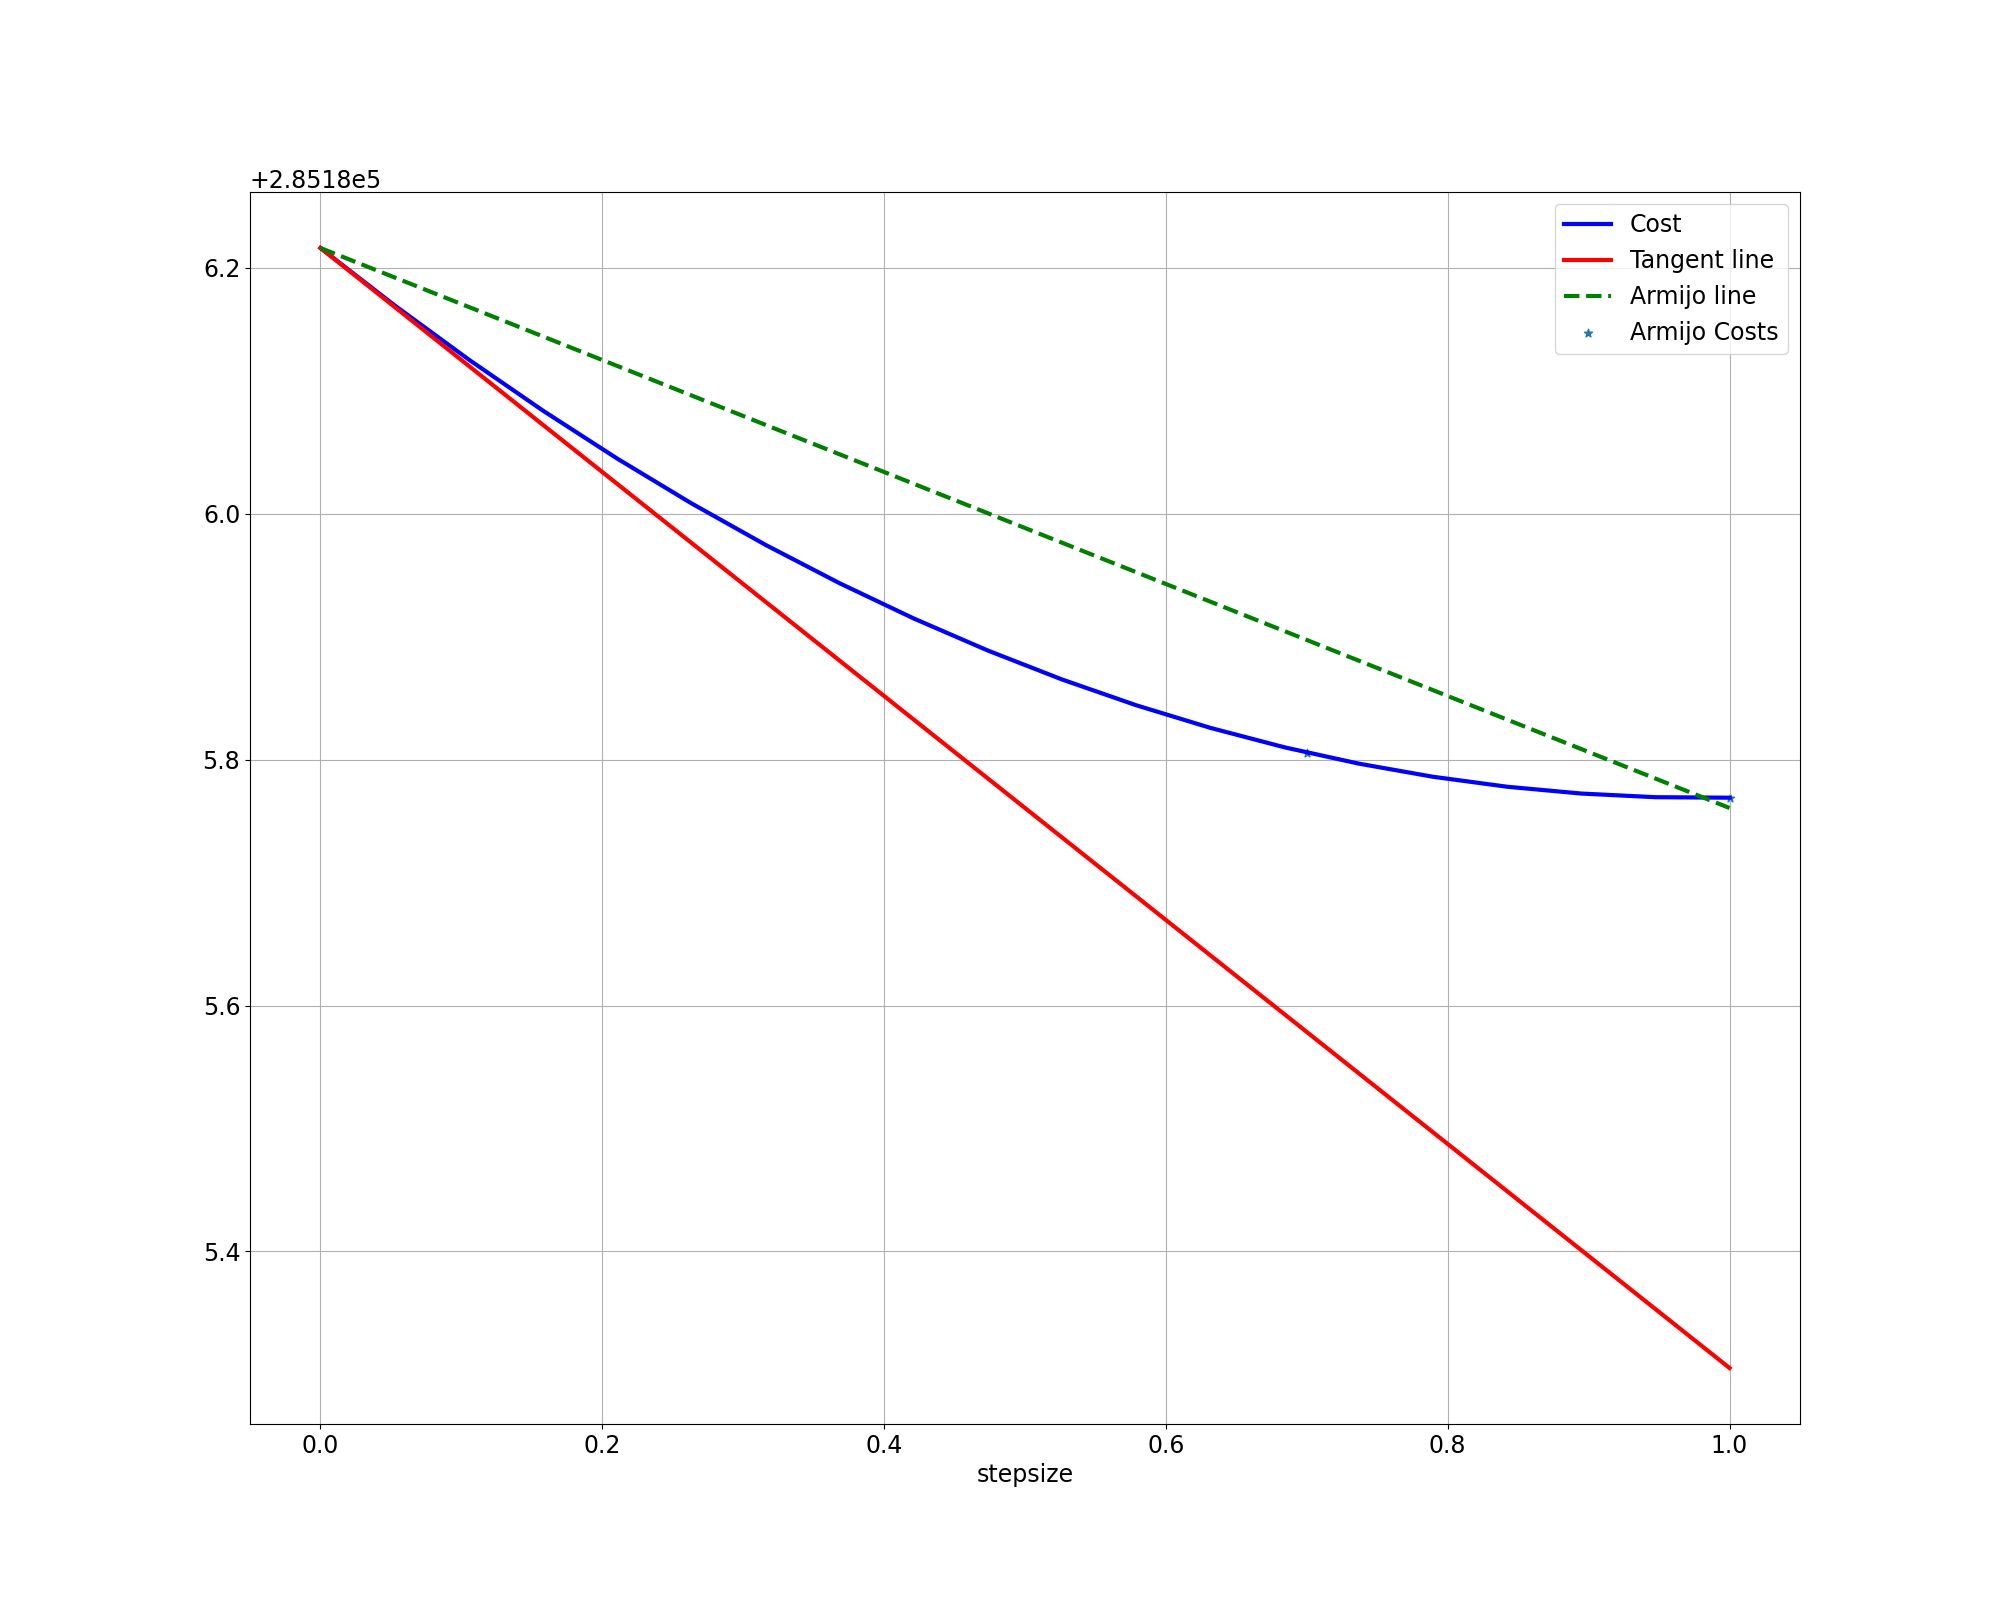 +2.8518e5
Cost
Tangent line
Armijo line
Armijo Costs
6.2
6.0
5.8
5.6
5.4
0.0 0.2 0.4 0.6 0.8 1.0
stepsize